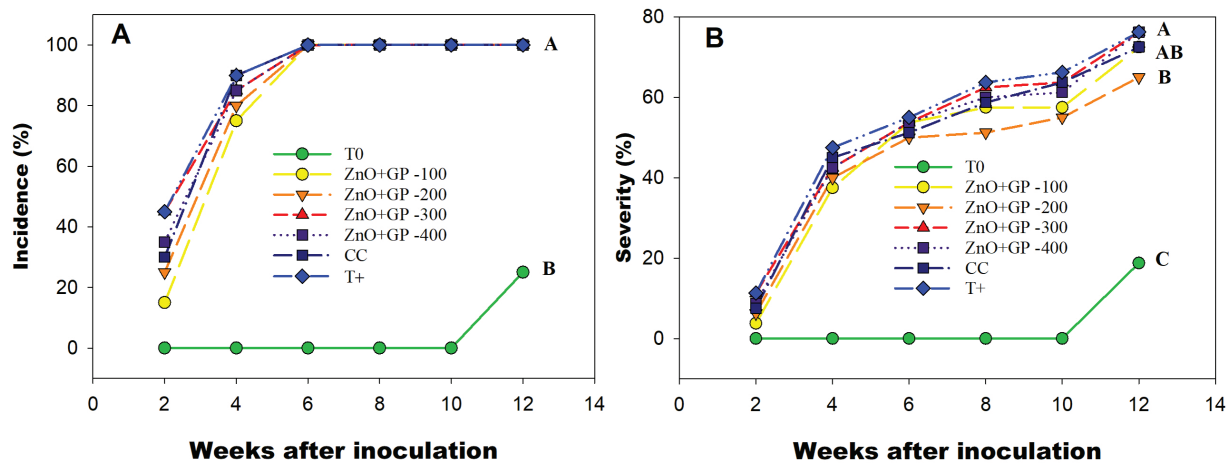 A
A
B
Incidence (%)
100
80
60
40
20
0
T0
ZnO+GP -100
ZnO+GP -200
ZnO+GP -300
ZnO+GP -400
CC
T+
0 2 4 6 8 10 12 14
Weeks after inoculation
B
A
AB
B
C
Severity (%)
80
60
40
20
0
T0
ZnO+GP -100
ZnO+GP -200
ZnO+GP -300
ZnO+GP -400
CC
T+
0 2 4 6 8 10 12 14
Weeks after inoculation